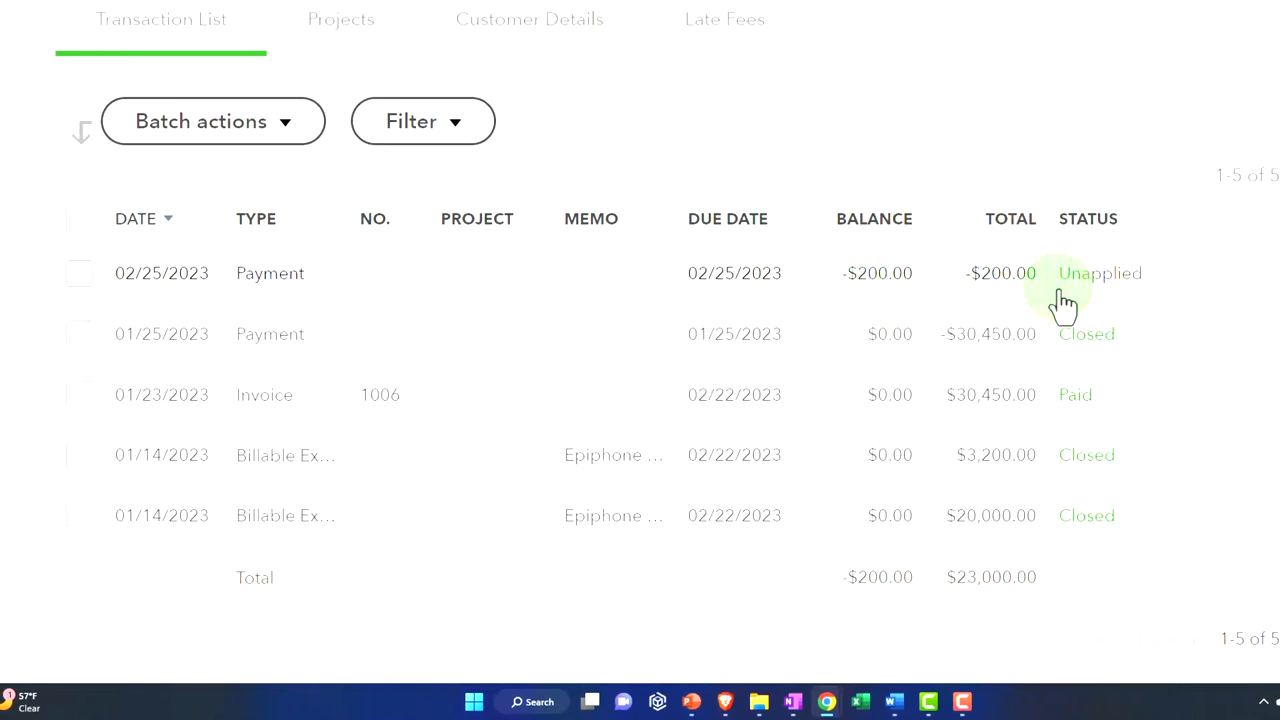 Transaction List Projects Customer Details Late Fees
Batch actions Filter
1-5 of 5
DATE TYPE NO. PROJECT MEMO DUE DATE BALANCE TOTAL STATUS
02/25/2023 Payment 02/25/2023 -$200.00 -$200.00 Unapplied
01/25/2023 Payment 01/25/2023 $0.00 -$30,450.00 Closed
01/23/2023 Invoice 1006 02/22/2023 $0.00 $30,450.00 Paid
01/14/2023 Billable Ex... Epiphone ... 02/22/2023 $0.00 $3,200.00 Closed
01/14/2023 Billable Ex... Epiphone ... 02/22/2023 $0.00 $20,000.00 Closed
Total -$200.00 $23,000.00
1-5 of 5
1 57°F
Clear
Search